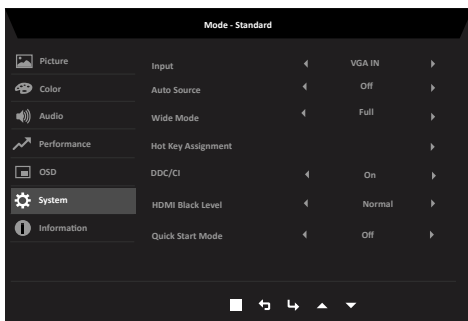 Mode - Standard
Picture
Color
Audio
Performance
OSD
System
Information
Input VGA IN
Auto Source Off
Wide Mode Full
Hot Key Assignment
DDC/CI On
HDMI Black Level Normal
Quick Start Mode Off